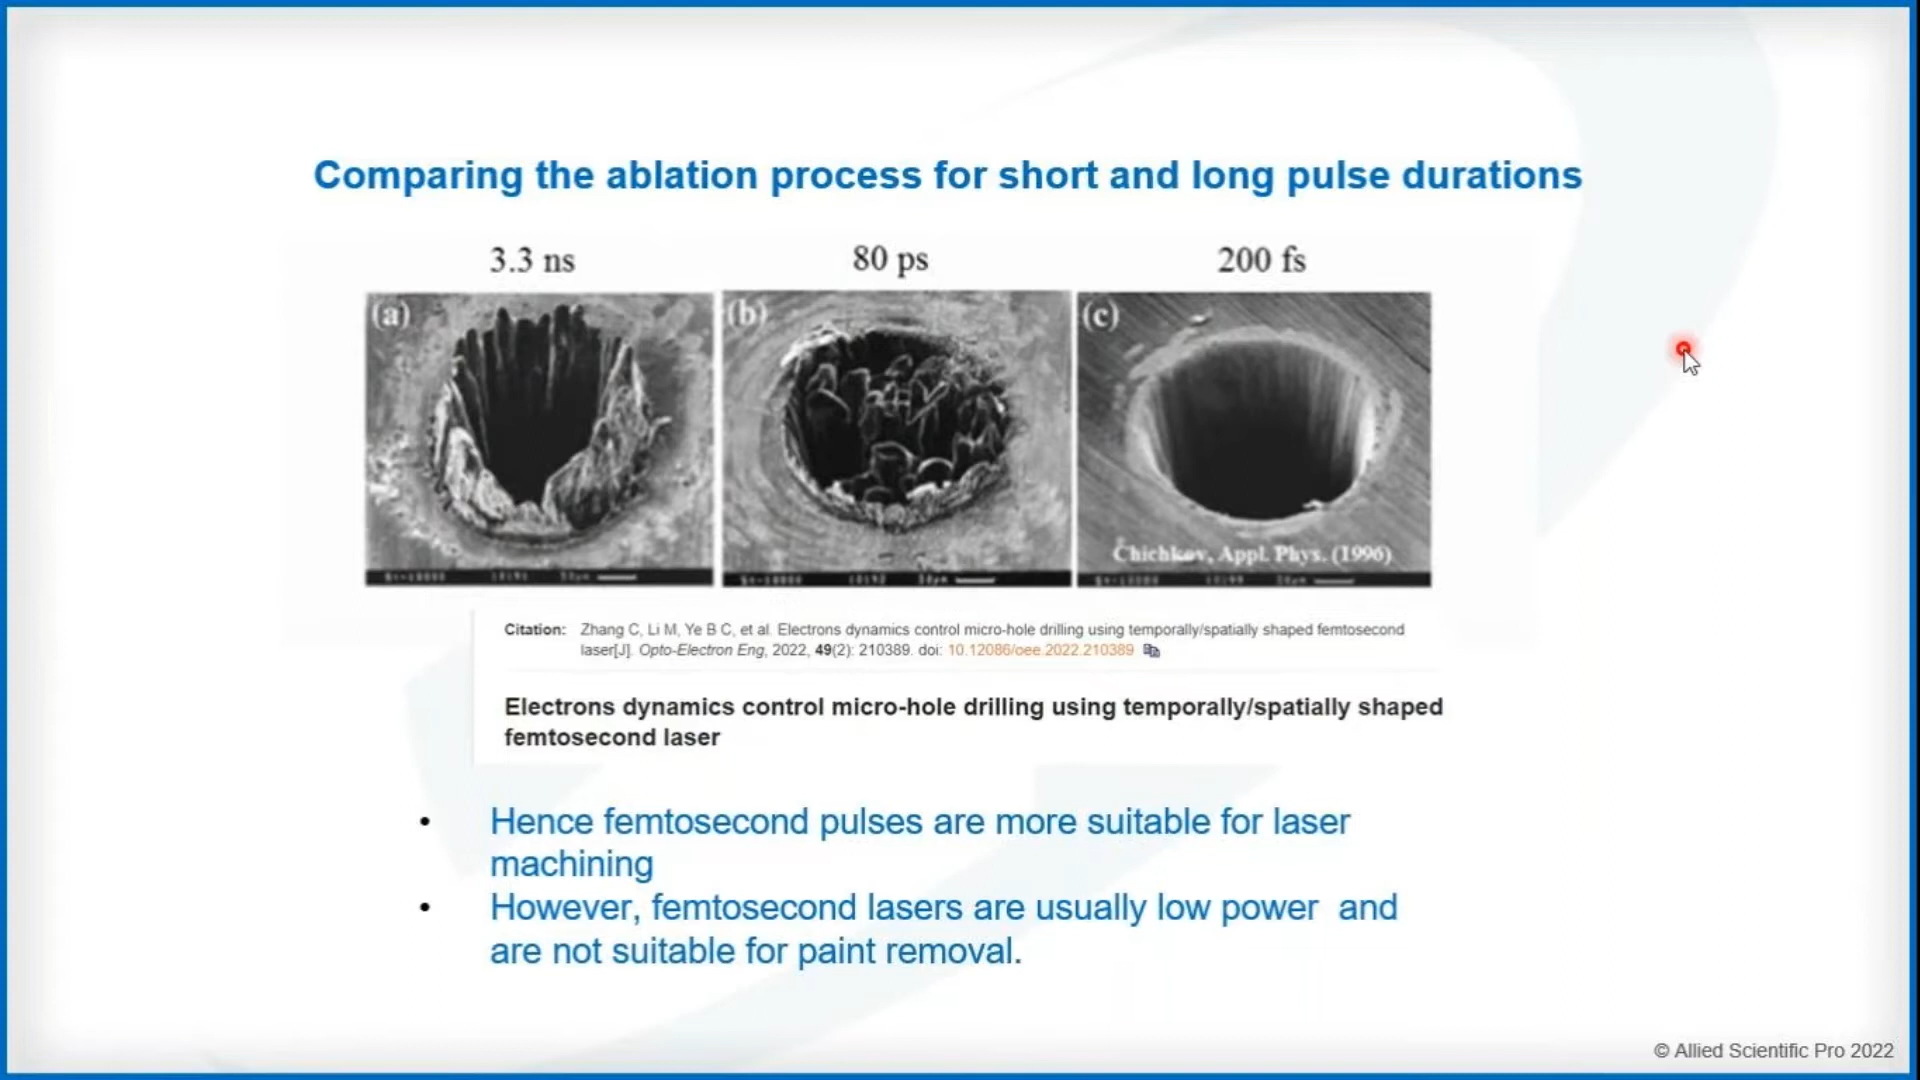 Comparing the ablation process for short and long pulse durations
3.3 ns
80 ps
200 fs
(a)
(b)
(c)
Chichkov, Appl. Phys. (1996)
Citation: Zhang C, Li M, Ye B C, et al. Electrons dynamics control micro-hole drilling using temporally/spatially shaped femtosecond
laser[J]. Opto-Electron Eng, 2022, 49(2): 210389. doi: 10.12086/oee.2022.210389
Electrons dynamics control micro-hole drilling using temporally/spatially shaped
femtosecond laser
• Hence femtosecond pulses are more suitable for laser
machining
• However, femtosecond lasers are usually low power and
are not suitable for paint removal.
© Allied Scientific Pro 2022